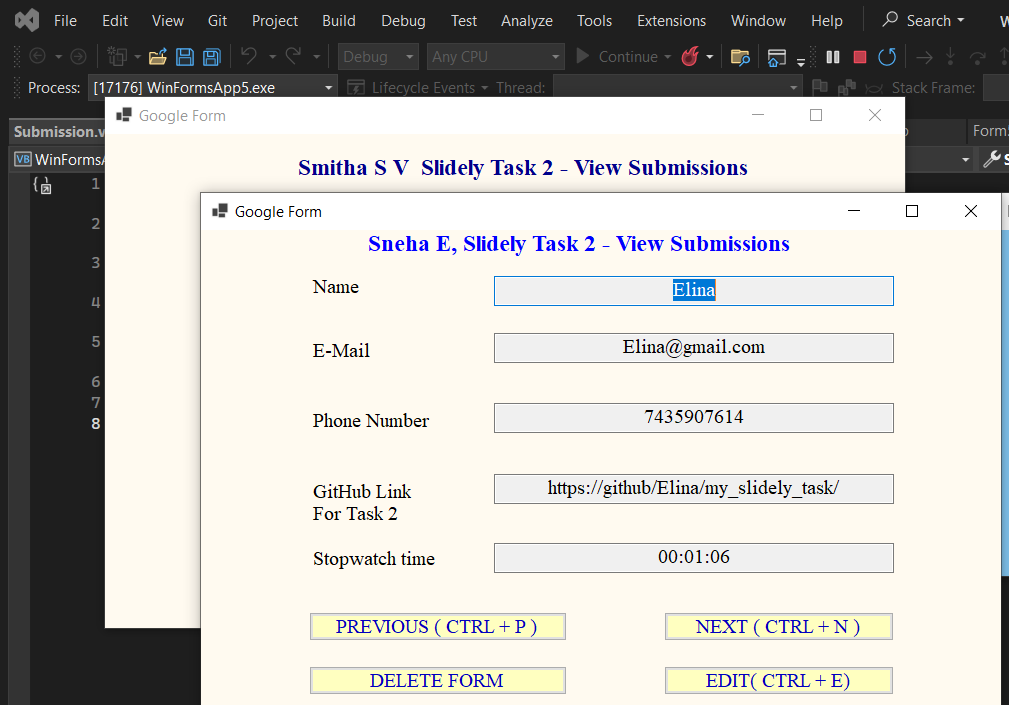 File Edit View Git Project Build Debug Test Analyze Tools Extensions Window Help Search
Debug Any CPU Continue
Process: [17176] WinFormsApp5.exe Lifecycle Events Thread: Stack Frame:
Google Form
Submission.v
Form
VB WinFormsA
Smitha S V  Slidely Task 2 - View Submissions
1
2
3
4
5
6
7
8
Google Form
Sneha E, Slidely Task 2 - View Submissions
Name Elina
E-Mail Elina@gmail.com
Phone Number 7435907614
GitHub Link https://github/Elina/my_slidely_task/
For Task 2
Stopwatch time 00:01:06
PREVIOUS ( CTRL + P ) NEXT ( CTRL + N )
DELETE FORM EDIT( CTRL + E)